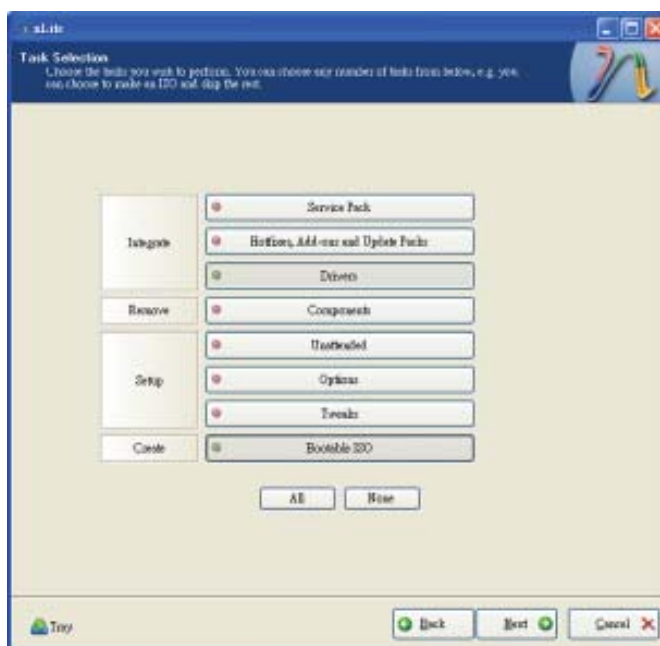 nLite
Task Selection
Choose the tasks you wish to perform. You can choose any number of tasks from below, e.g. you
can choose to make an ISO and skip the rest.
Integrate
Service Pack
Hotfixes, Add-ons and Update Packs
Drivers
Remove
Components
Setup
Unattended
Options
Tweaks
Create
Bootable ISO
All
None
Tray
Back
Next
Cancel